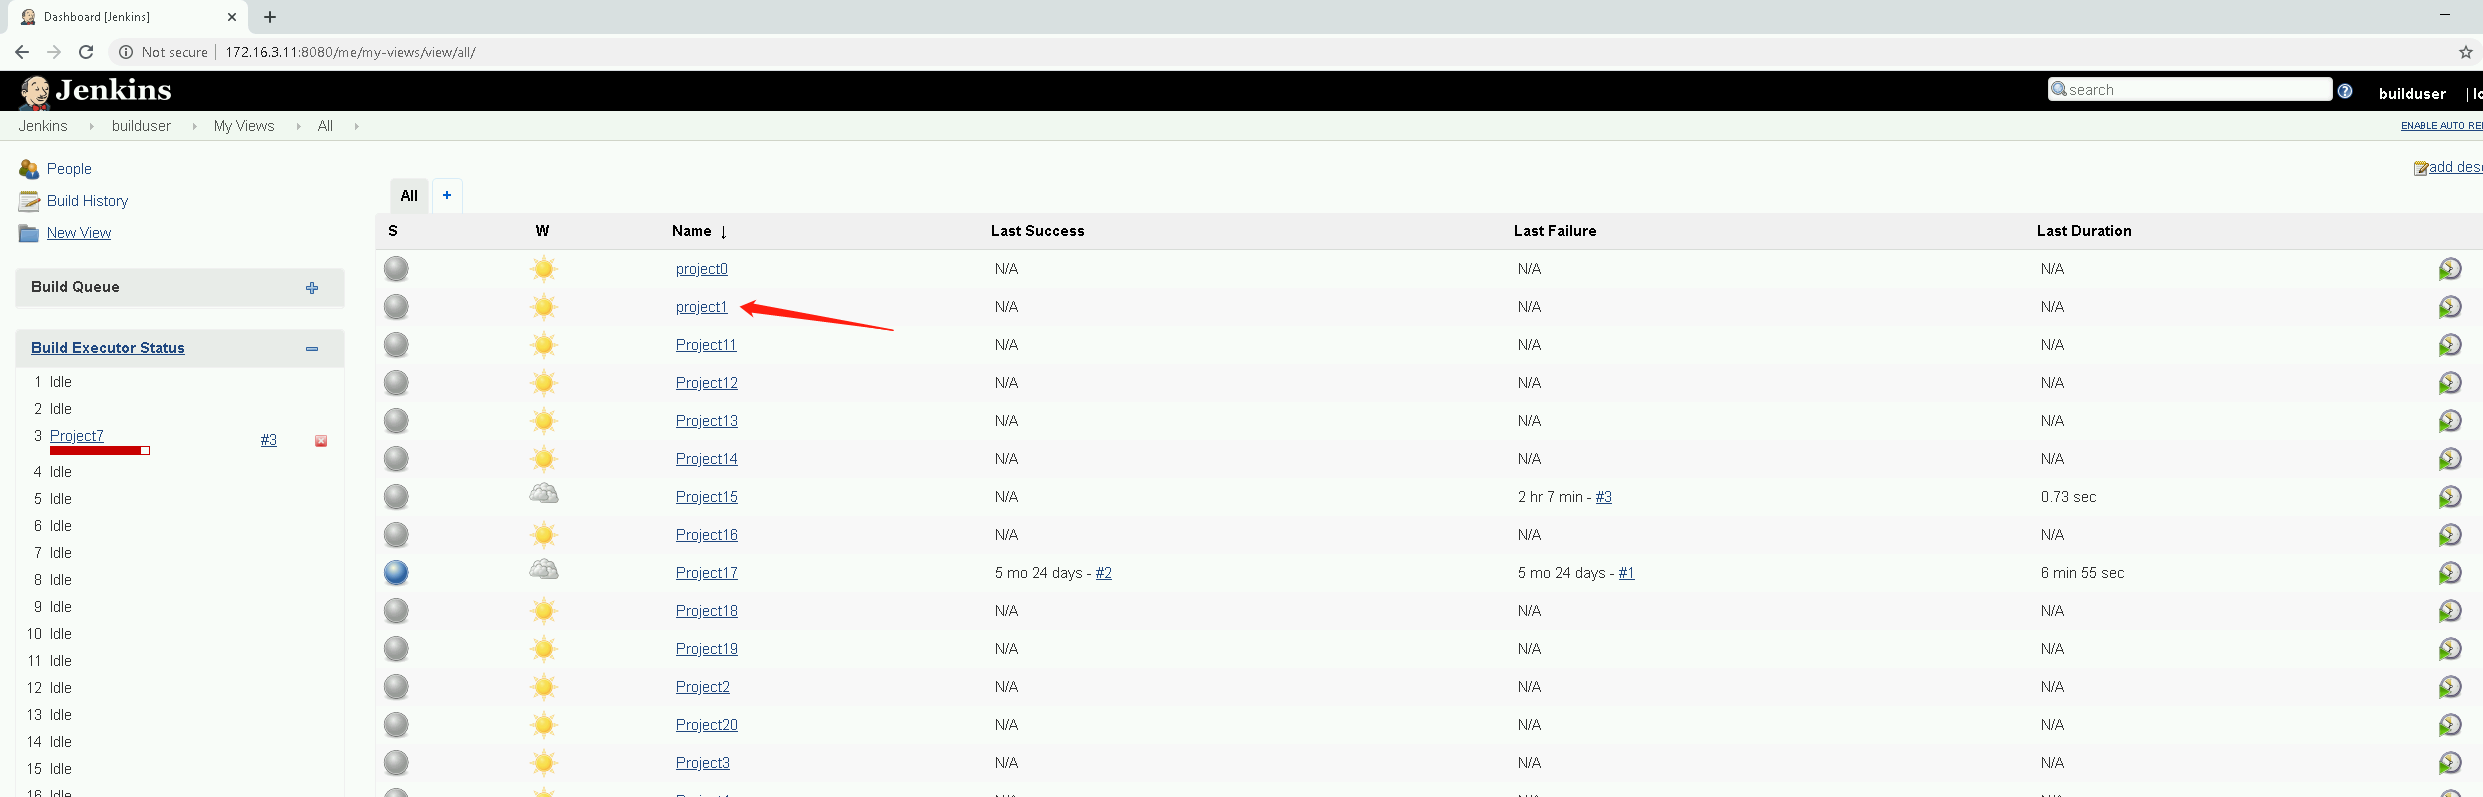 Dashboard [Jenkins]
Not secure | 172.16.3.11:8080/me/my-views/view/all/
Jenkins
search
builduser
Jenkins builduser My Views All
ENABLE AUTO
People
add
Build History
All +
New View
S W Name ↓ Last Success Last Failure Last Duration
project0 N/A N/A N/A
Build Queue
project1 N/A N/A N/A
Build Executor Status
Project11 N/A N/A N/A
1 Idle
Project12 N/A N/A N/A
2 Idle
Project13 N/A N/A N/A
3 Project7 #3
Project14 N/A N/A N/A
4 Idle
Project15 N/A 2 hr 7 min - #3 0.73 sec
5 Idle
6 Idle
Project16 N/A N/A N/A
7 Idle
Project17 5 mo 24 days - #2 5 mo 24 days - #1 6 min 55 sec
8 Idle
9 Idle
Project18 N/A N/A N/A
10 Idle
Project19 N/A N/A N/A
11 Idle
12 Idle
Project2 N/A N/A N/A
13 Idle
Project20 N/A N/A N/A
14 Idle
Project3 N/A N/A N/A
15 Idle
16 Idle